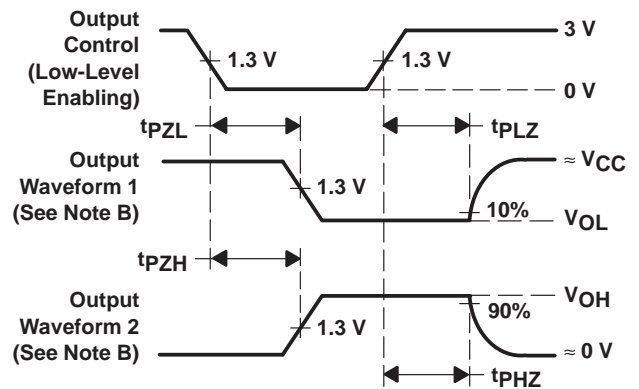 Output
Control
(Low-Level
Enabling)
1.3 V
1.3 V
3 V
0 V
tPZL
tPLZ
Output
Waveform 1
(See Note B)
1.3 V
≈ VCC
10%
VOL
tPZH
Output
Waveform 2
(See Note B)
1.3 V
VOH
90%
≈ 0 V
tPHZ